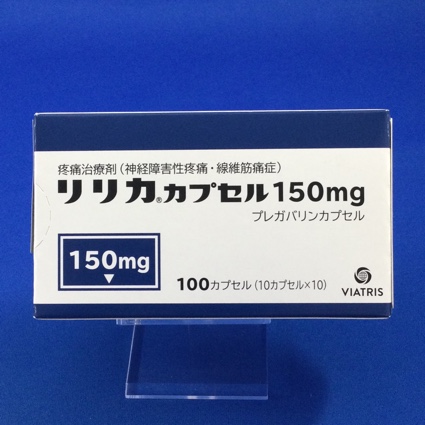 疼痛治療剤（神経障害性疼痛・線維筋痛症）
リリカ®カプセル150mg
プレガバリンカプセル
150mg
100カプセル（10カプセル×10）
VIATRIS